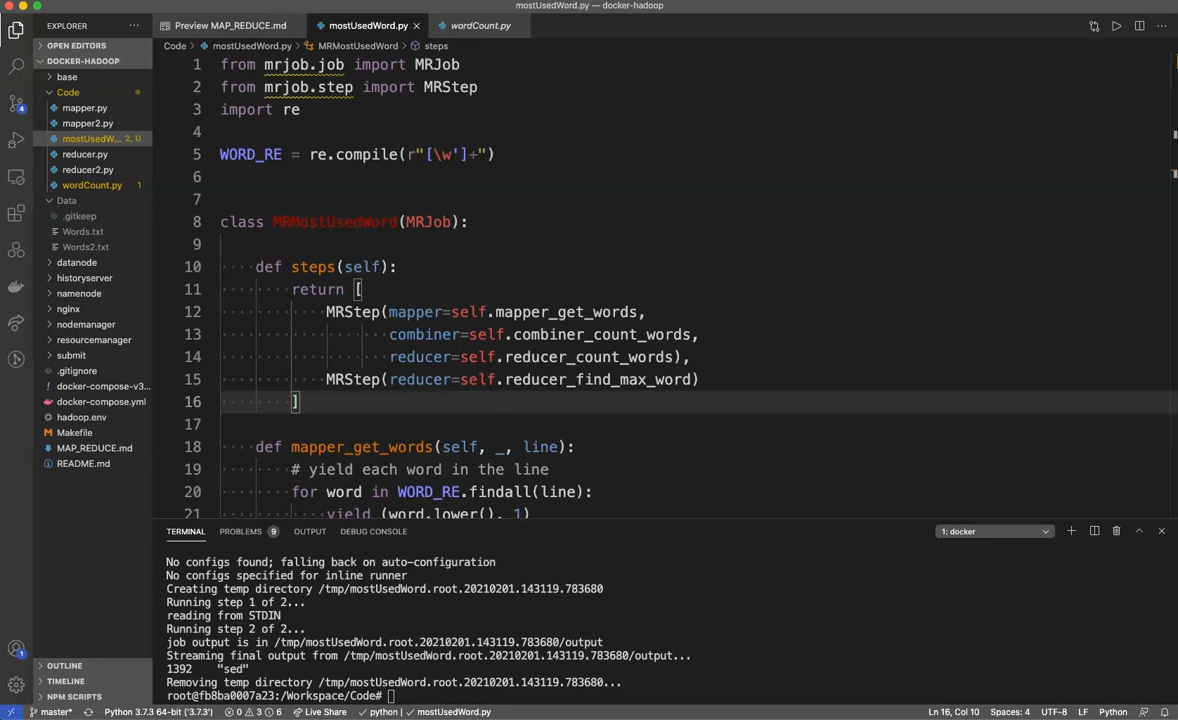 mostUsedWord.py — docker-hadoop
EXPLORER ···
Preview MAP_REDUCE.md
mostUsedWord.py ×
wordCount.py
···
OPEN EDITORS
Code > mostUsedWord.py > MRMostUsedWord > steps
DOCKER-HADOOP
base
Code
mapper.py
mapper2.py
mostUsedW... 2, U
reducer.py
reducer2.py
wordCount.py 1
Data
.gitkeep
Words.txt
Words2.txt
datanode
historyserver
namenode
nginx
nodemanager
resourcemanager
submit
.gitignore
docker-compose-v3...
docker-compose.yml
hadoop.env
Makefile
MAP_REDUCE.md
README.md
OUTLINE
TIMELINE
NPM SCRIPTS
4
1
1 from mrjob.job import MRJob
2 from mrjob.step import MRStep
3 import re
4
5 WORD_RE = re.compile(r"[\w']+")
6
7
8 class MRMostUsedWord(MRJob):
9
10 def steps(self):
11 return [
12 MRStep(mapper=self.mapper_get_words,
13 combiner=self.combiner_count_words,
14 reducer=self.reducer_count_words),
15 MRStep(reducer=self.reducer_find_max_word)
16 ]
17
18 def mapper_get_words(self, _, line):
19 # yield each word in the line
20 for word in WORD_RE.findall(line):
21 yield (word.lower(), 1)
TERMINAL PROBLEMS 9 OUTPUT DEBUG CONSOLE 1: docker
No configs found; falling back on auto-configuration
No configs specified for inline runner
Creating temp directory /tmp/mostUsedWord.root.20210201.143119.783680
Running step 1 of 2...
reading from STDIN
Running step 2 of 2...
job output is in /tmp/mostUsedWord.root.20210201.143119.783680/output
Streaming final output from /tmp/mostUsedWord.root.20210201.143119.783680/output...
1392 "sed"
Removing temp directory /tmp/mostUsedWord.root.20210201.143119.783680...
root@fb8ba0007a23:/Workspace/Code#
master* Python 3.7.3 64-bit ('3.7.3') 0 3 6 Live Share python | mostUsedWord.py Ln 16, Col 10 Spaces: 4 UTF-8 LF Python